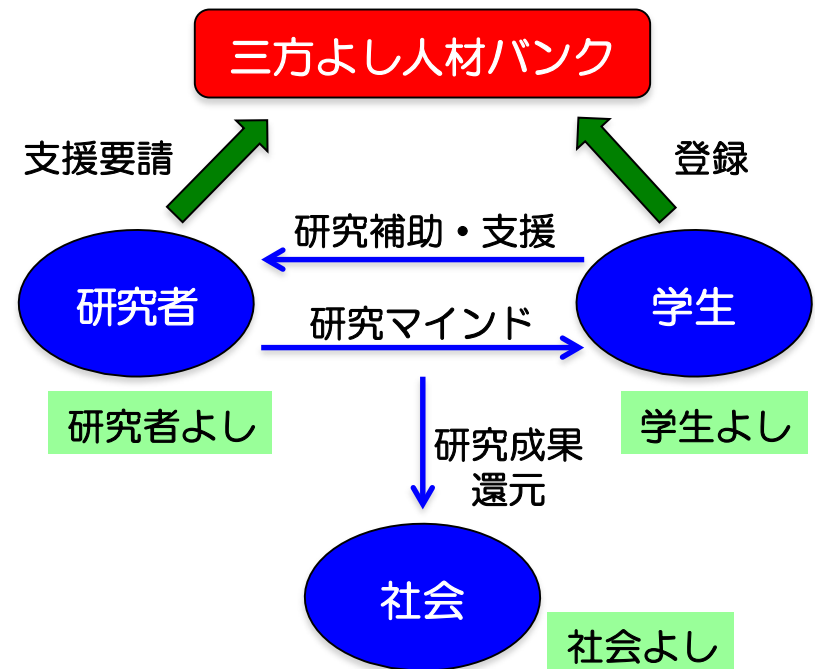 三方よし人材バンク
支援要請
登録
研究補助・支援
研究者
学生
研究マインド
研究者よし
学生よし
研究成果
還元
社会
社会よし